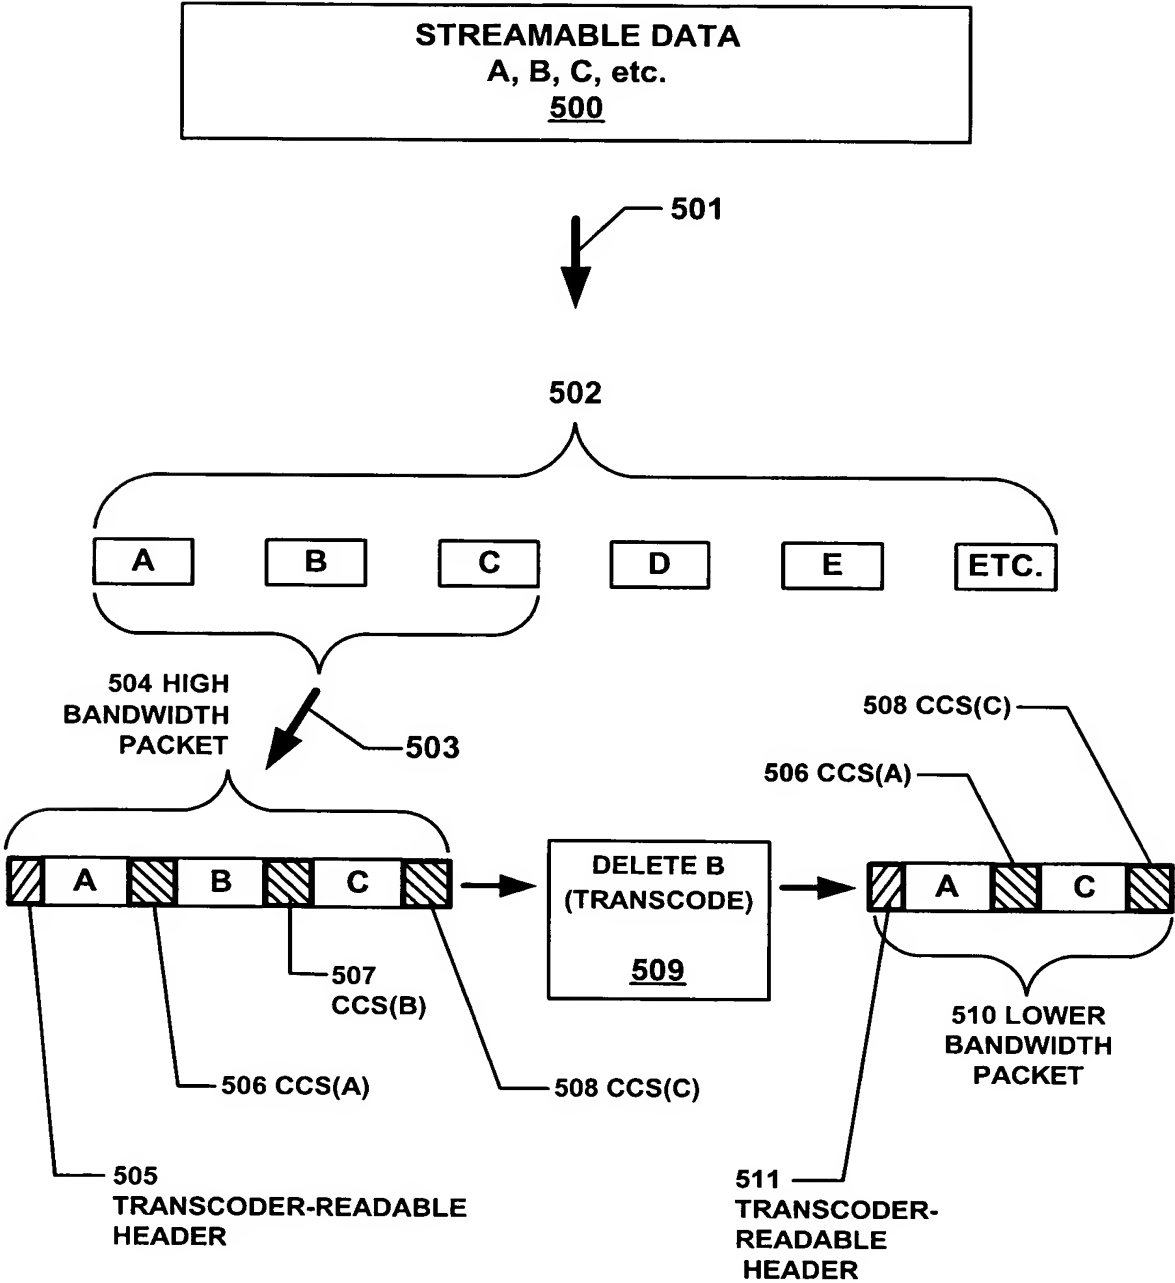 STREAMABLE DATA
A, B, C, etc.
500
501
502
A
B
C
D
E
ETC.
504 HIGH
BANDWIDTH
PACKET
503
508 CCS(C)
506 CCS(A)
A
B
C
DELETE B
(TRANSCODE)
509
A
C
507
CCS(B)
510 LOWER
BANDWIDTH
PACKET
506 CCS(A)
508 CCS(C)
505
TRANSCODER-READABLE
HEADER
511
TRANSCODER-
READABLE
HEADER